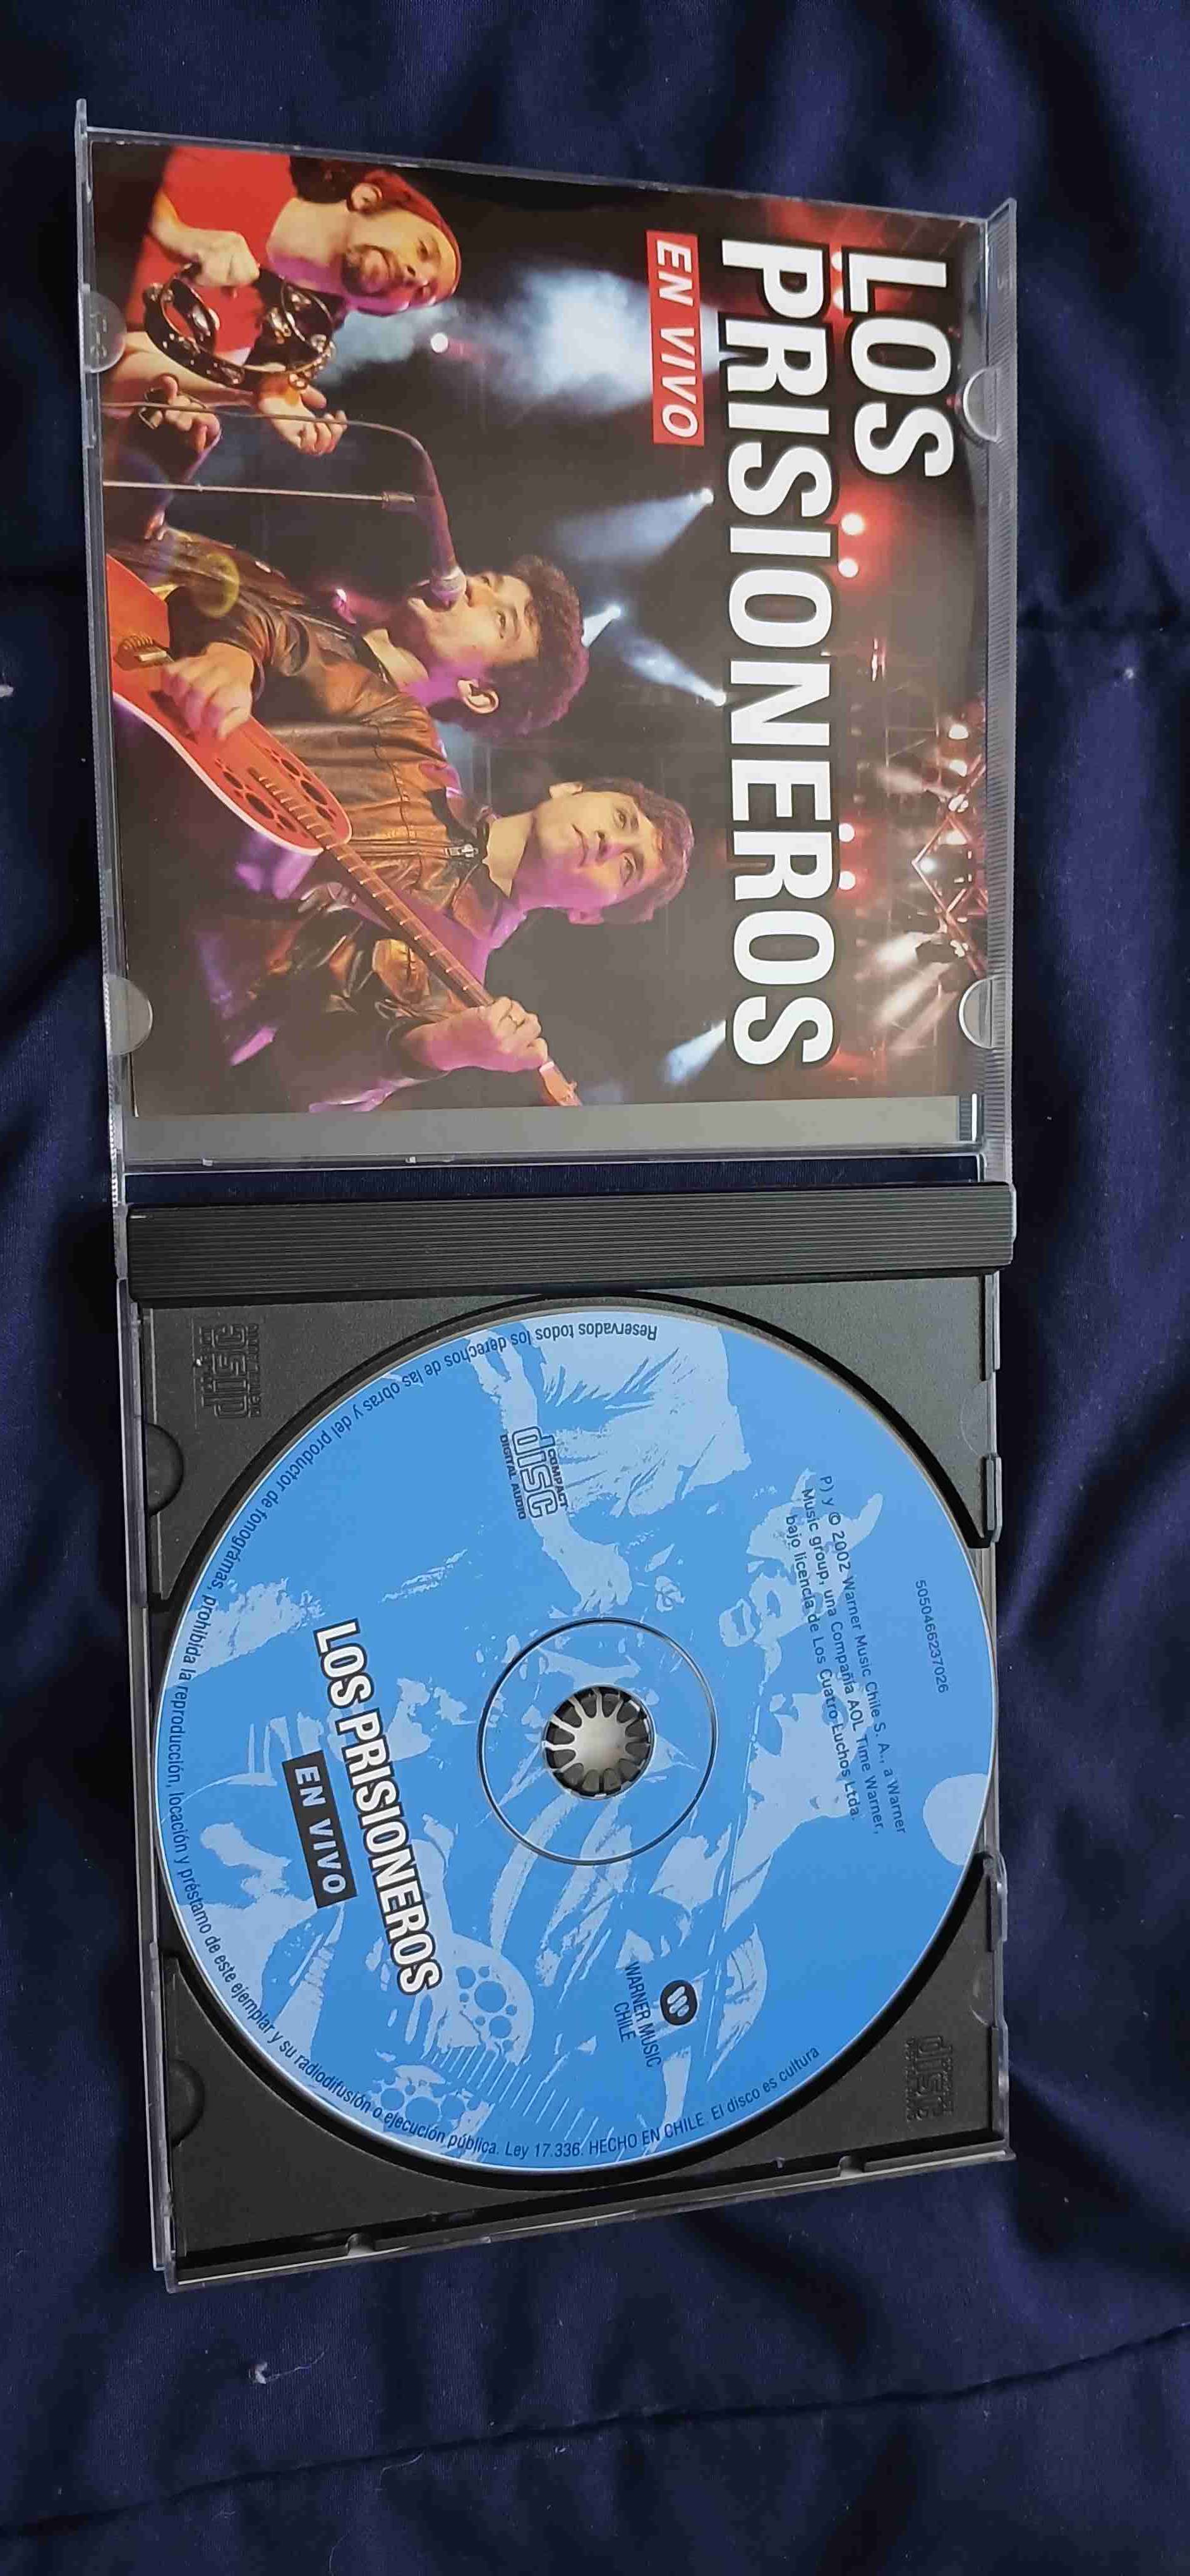 LOS
PRISIONEROS
EN VIVO
5050466237026
P) y © 2002 Warner Music Chile S. A., a Warner
Music group, una Compañía AOL Time Warner,
bajo licencia de Los Cuatro Luchos Ltda.
COMPACT
disc
DIGITAL AUDIO
WARNER MUSIC
CHILE
LOS PRISIONEROS
EN VIVO
Reservados todos los derechos de las obras y del productor de fonogramas, prohibida la reproducción, locación y préstamo de este ejemplar y su radiodifusión o ejecución pública. Ley 17.336. HECHO EN CHILE. El disco es cultura
disc
disc